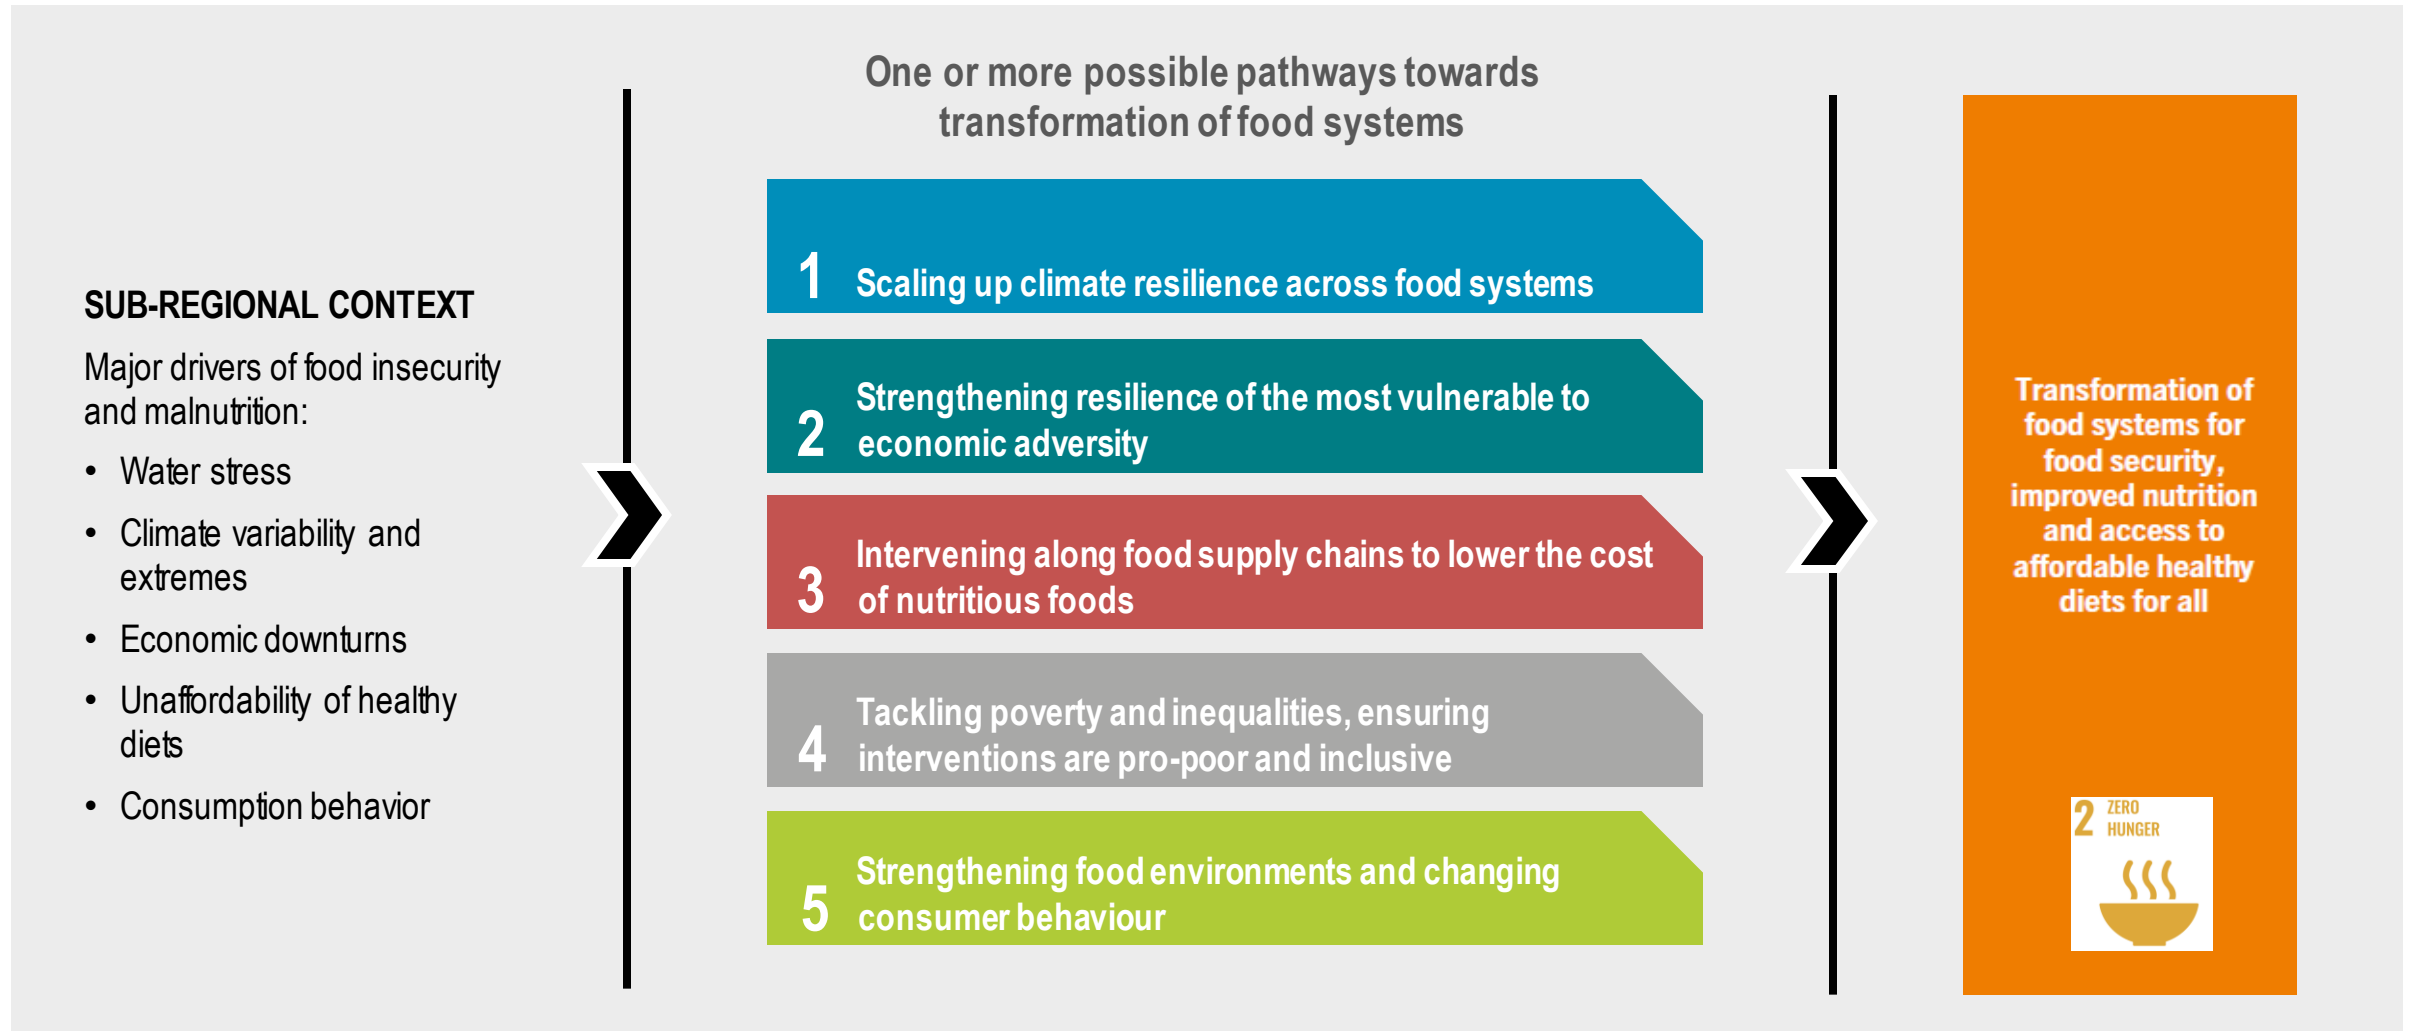 SUB-REGIONAL CONTEXT
Major drivers of food insecurity
and malnutrition:
• Water stress
• Climate variability and
extremes
• Economic downturns
• Unaffordability of healthy
diets
• Consumption behavior
One or more possible pathways towards
transformation of food systems
1 Scaling up climate resilience across food systems
2 Strengthening resilience of the most vulnerable to
economic adversity
3 Intervening along food supply chains to lower the cost
of nutritious foods
4 Tackling poverty and inequalities, ensuring
interventions are pro-poor and inclusive
5 Strengthening food environments and changing
consumer behaviour
Transformation of
food systems for
food security,
improved nutrition
and access to
affordable healthy
diets for all
2 ZERO
HUNGER